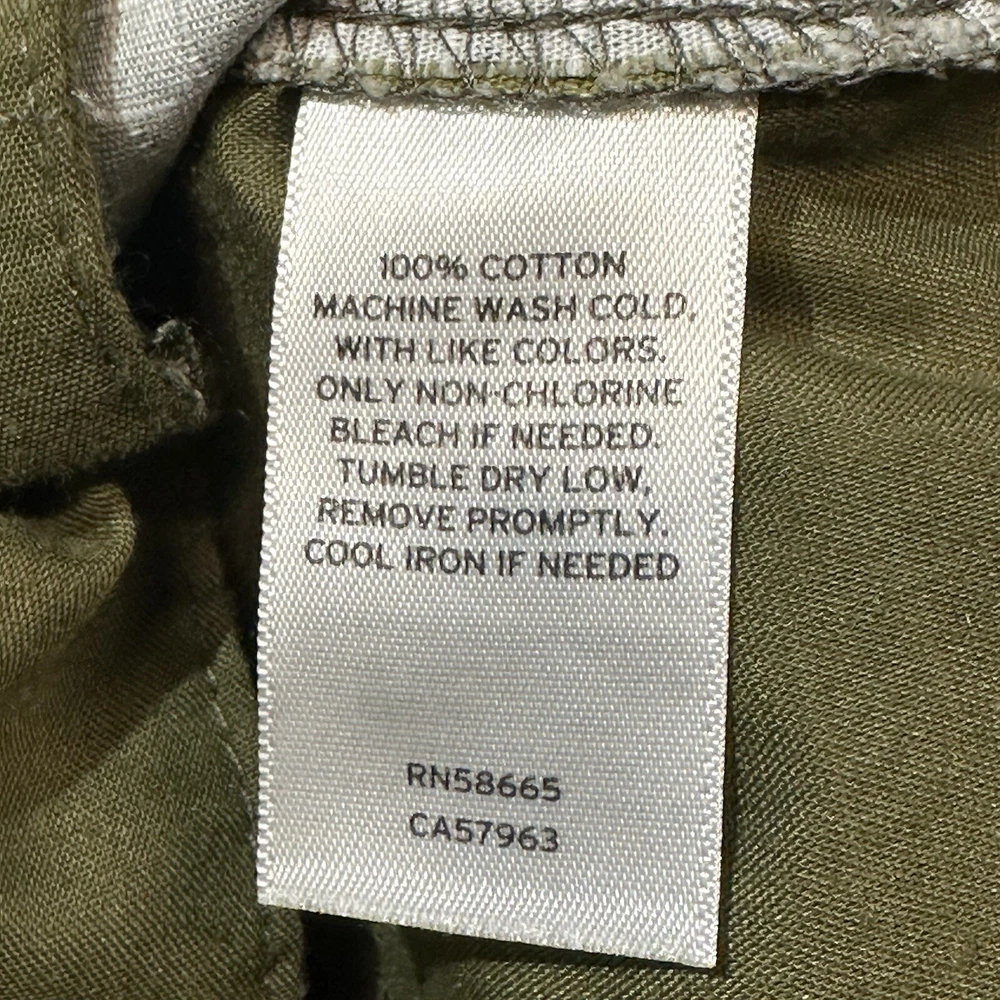 100% COTTON
MACHINE WASH COLD,
WITH LIKE COLORS.
ONLY NON-CHLORINE
BLEACH IF NEEDED.
TUMBLE DRY LOW,
REMOVE PROMPTLY.
COOL IRON IF NEEDED
RN58665
CA57963